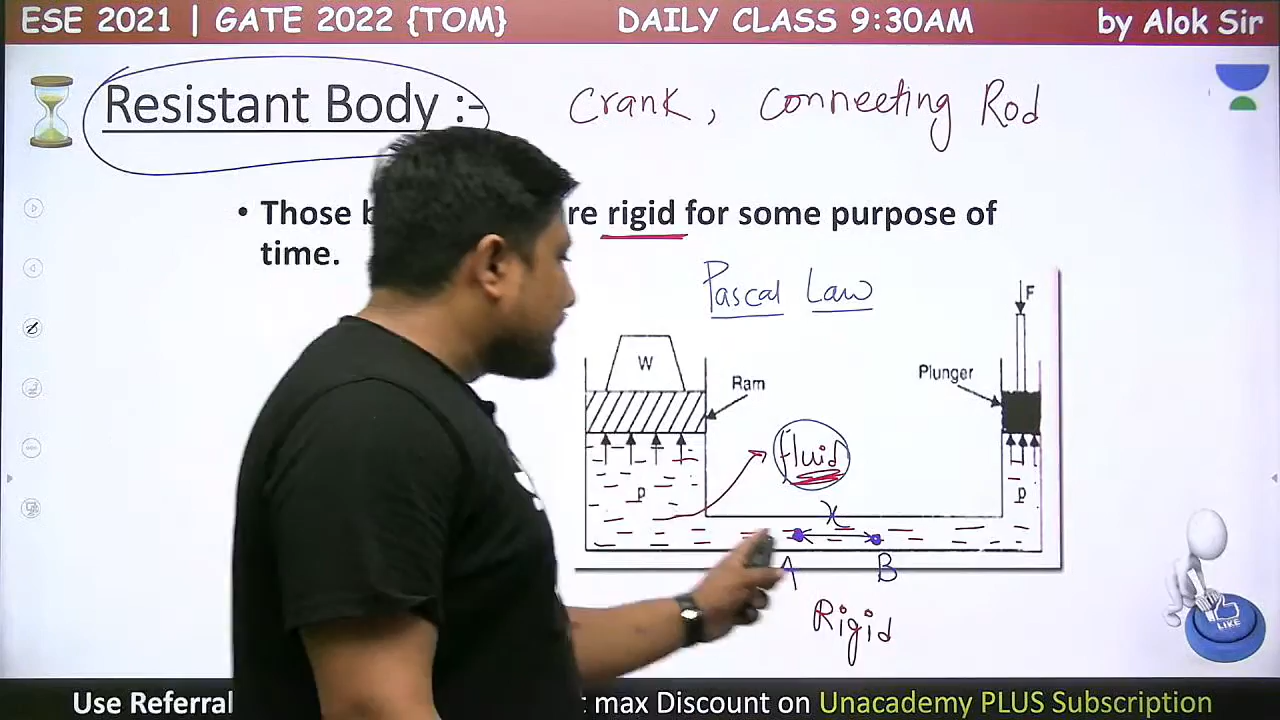 ESE 2021 | GATE 2022 {TOM} DAILY CLASS 9:30AM by Alok Sir
Resistant Body :- Crank, Connecting Rod
• Those re rigid for some purpose of
time.
Pascal Law
F
W
Plunger
Ram
fluid
p
p
x
A B
Rigid
LIKE
Use Referral max Discount on Unacademy PLUS Subscription